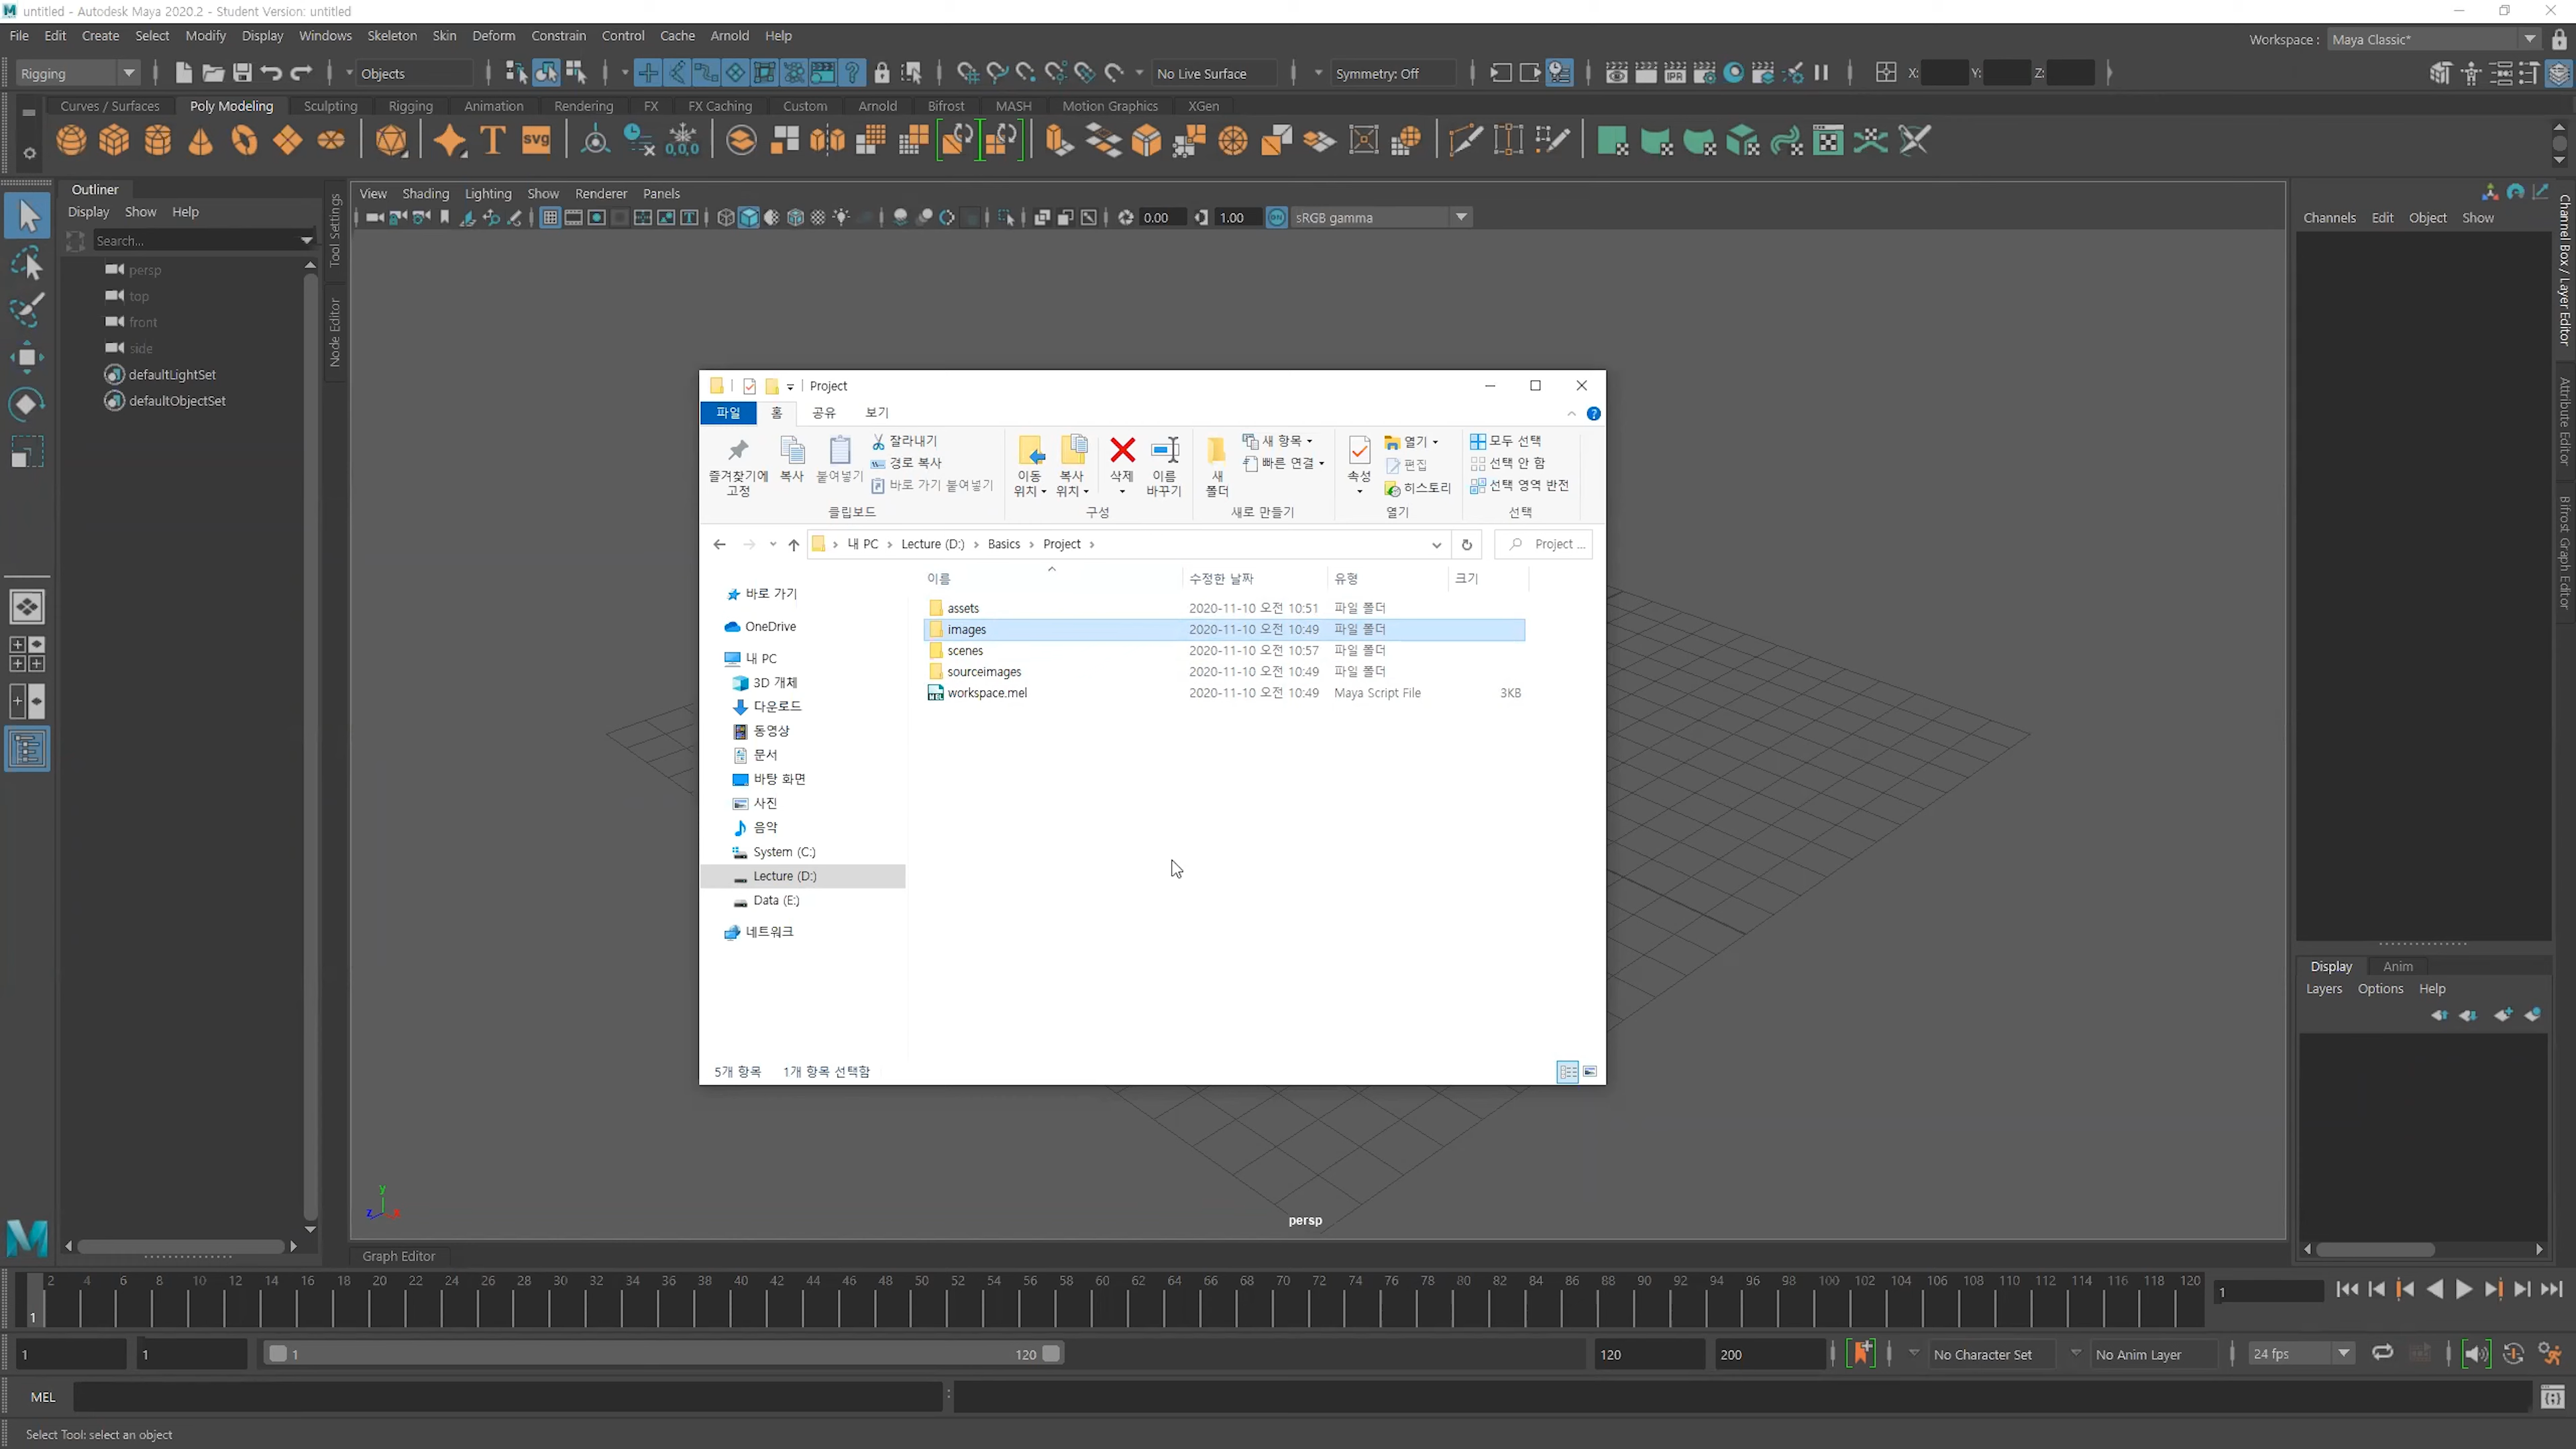 untitled - Autodesk Maya 2020.2 - Student Version: untitled
File Edit Create Select Modify Display Windows Skeleton Skin Deform Constrain Control Cache Arnold Help
Workspace : Maya Classic*
Rigging Objects No Live Surface Symmetry: Off X: Y: Z:
Curves / Surfaces Poly Modeling Sculpting Rigging Animation Rendering FX FX Caching Custom Arnold Bifrost MASH Motion Graphics XGen
Outliner
Display Show Help
Search...
persp
top
front
side
defaultLightSet
defaultObjectSet
Tool Settings
Node Editor
View Shading Lighting Show Renderer Panels
0.00 1.00 sRGB gamma
Project
파일 홈 공유 보기
즐겨찾기에
고정
복사
붙여넣기
잘라내기
경로 복사
바로 가기 붙여넣기
클립보드
이동
위치
복사
위치
삭제
이름
바꾸기
구성
새
폴더
새 항목
빠른 연결
새로 만들기
속성
열기
편집
히스토리
열기
모두 선택
선택 안 함
선택 영역 반전
선택
내 PC Lecture (D:) Basics Project
Project ...
이름 수정한 날짜 유형 크기
assets 2020-11-10 오전 10:51 파일 폴더
images 2020-11-10 오전 10:49 파일 폴더
scenes 2020-11-10 오전 10:57 파일 폴더
sourceimages 2020-11-10 오전 10:49 파일 폴더
workspace.mel 2020-11-10 오전 10:49 Maya Script File 3KB
바로 가기
OneDrive
내 PC
3D 개체
다운로드
동영상
문서
바탕 화면
사진
음악
System (C:)
Lecture (D:)
Data (E:)
네트워크
5개 항목 1개 항목 선택함
y
z
persp
Channels Edit Object Show
Channel Box / Layer Editor
Attribute Editor
Bifrost Graph Editor
Display Anim
Layers Options Help
Graph Editor
2 4 6 8 10 12 14 16 18 20 22 24 26 28 30 32 34 36 38 40 42 44 46 48 50 52 54 56 58 60 62 64 66 68 70 72 74 76 78 80 82 84 86 88 90 92 94 96 98 100 102 104 106 108 110 112 114 116 118 120
1
1
1 1 1 120 120 200 No Character Set No Anim Layer 24 fps
MEL
Select Tool: select an object